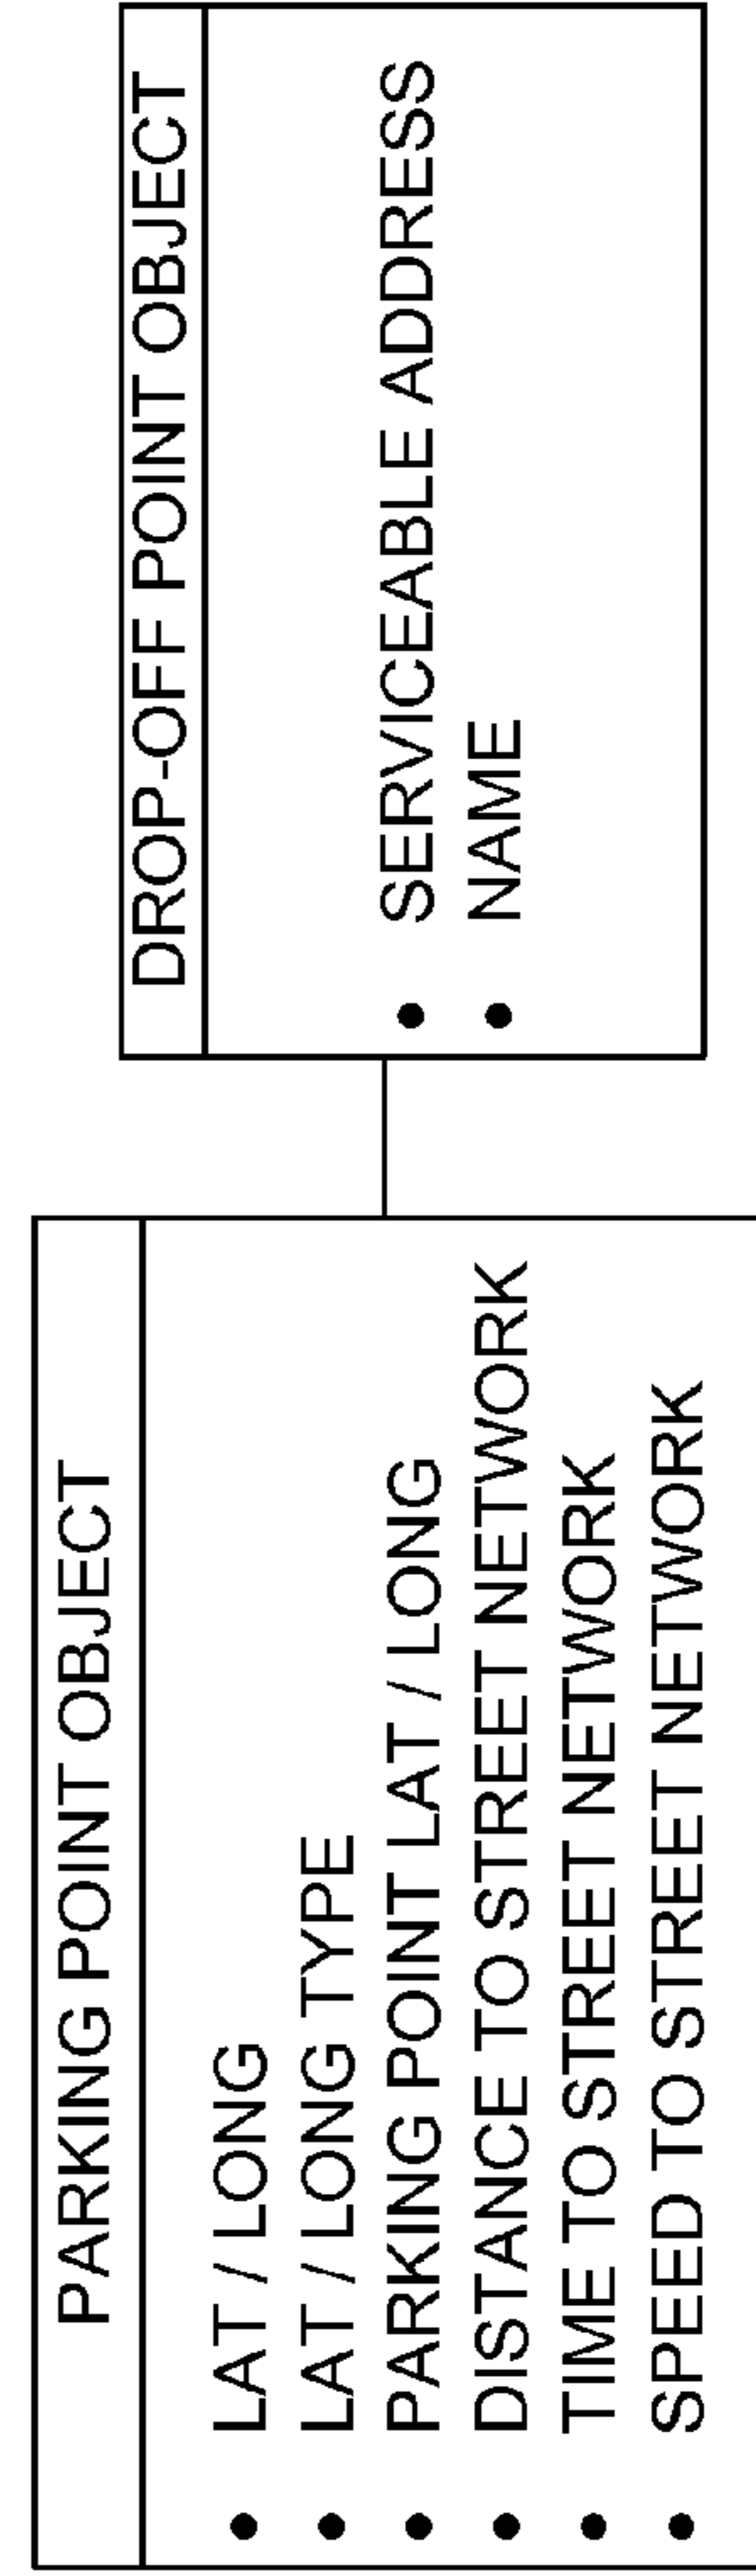 PARKING POINT OBJECT
• LAT / LONG
• LAT / LONG TYPE
• PARKING POINT LAT / LONG
• DISTANCE TO STREET NETWORK
• TIME TO STREET NETWORK
• SPEED TO STREET NETWORK
DROP-OFF POINT OBJECT
• SERVICEABLE ADDRESS
• NAME